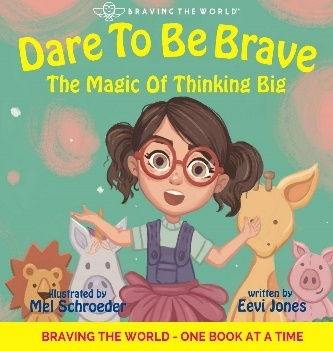 BRAVING THE WORLD™
Dare To Be Brave
The Magic Of Thinking Big
illustrated by
Mel Schroeder
written by
Eevi Jones
BRAVING THE WORLD - ONE BOOK AT A TIME